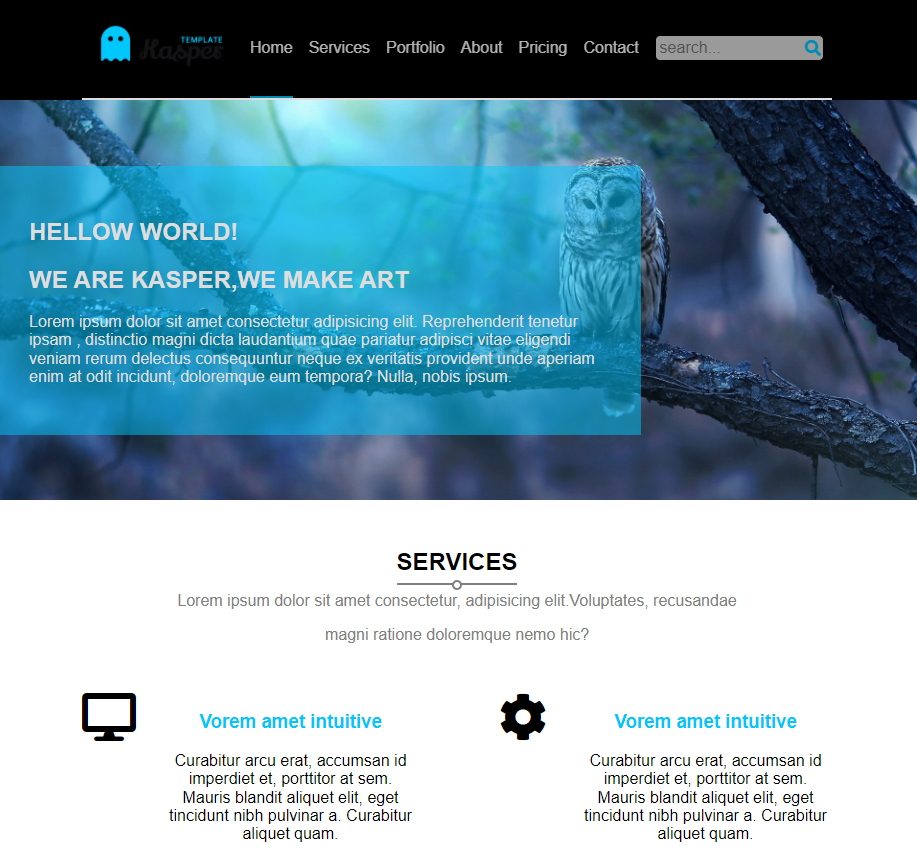 TEMPLATE
Kasper
Home Services Portfolio About Pricing Contact search...
HELLOW WORLD!
WE ARE KASPER,WE MAKE ART
Lorem ipsum dolor sit amet consectetur adipisicing elit. Reprehenderit tenetur
ipsam , distinctio magni dicta laudantium quae pariatur adipisci vitae eligendi
veniam rerum delectus consequuntur neque ex veritatis provident unde aperiam
enim at odit incidunt, doloremque eum tempora? Nulla, nobis ipsum.
SERVICES
Lorem ipsum dolor sit amet consectetur, adipisicing elit.Voluptates, recusandae
magni ratione doloremque nemo hic?
Vorem amet intuitive
Curabitur arcu erat, accumsan id
imperdiet et, porttitor at sem.
Mauris blandit aliquet elit, eget
tincidunt nibh pulvinar a. Curabitur
aliquet quam.
Vorem amet intuitive
Curabitur arcu erat, accumsan id
imperdiet et, porttitor at sem.
Mauris blandit aliquet elit, eget
tincidunt nibh pulvinar a. Curabitur
aliquet quam.